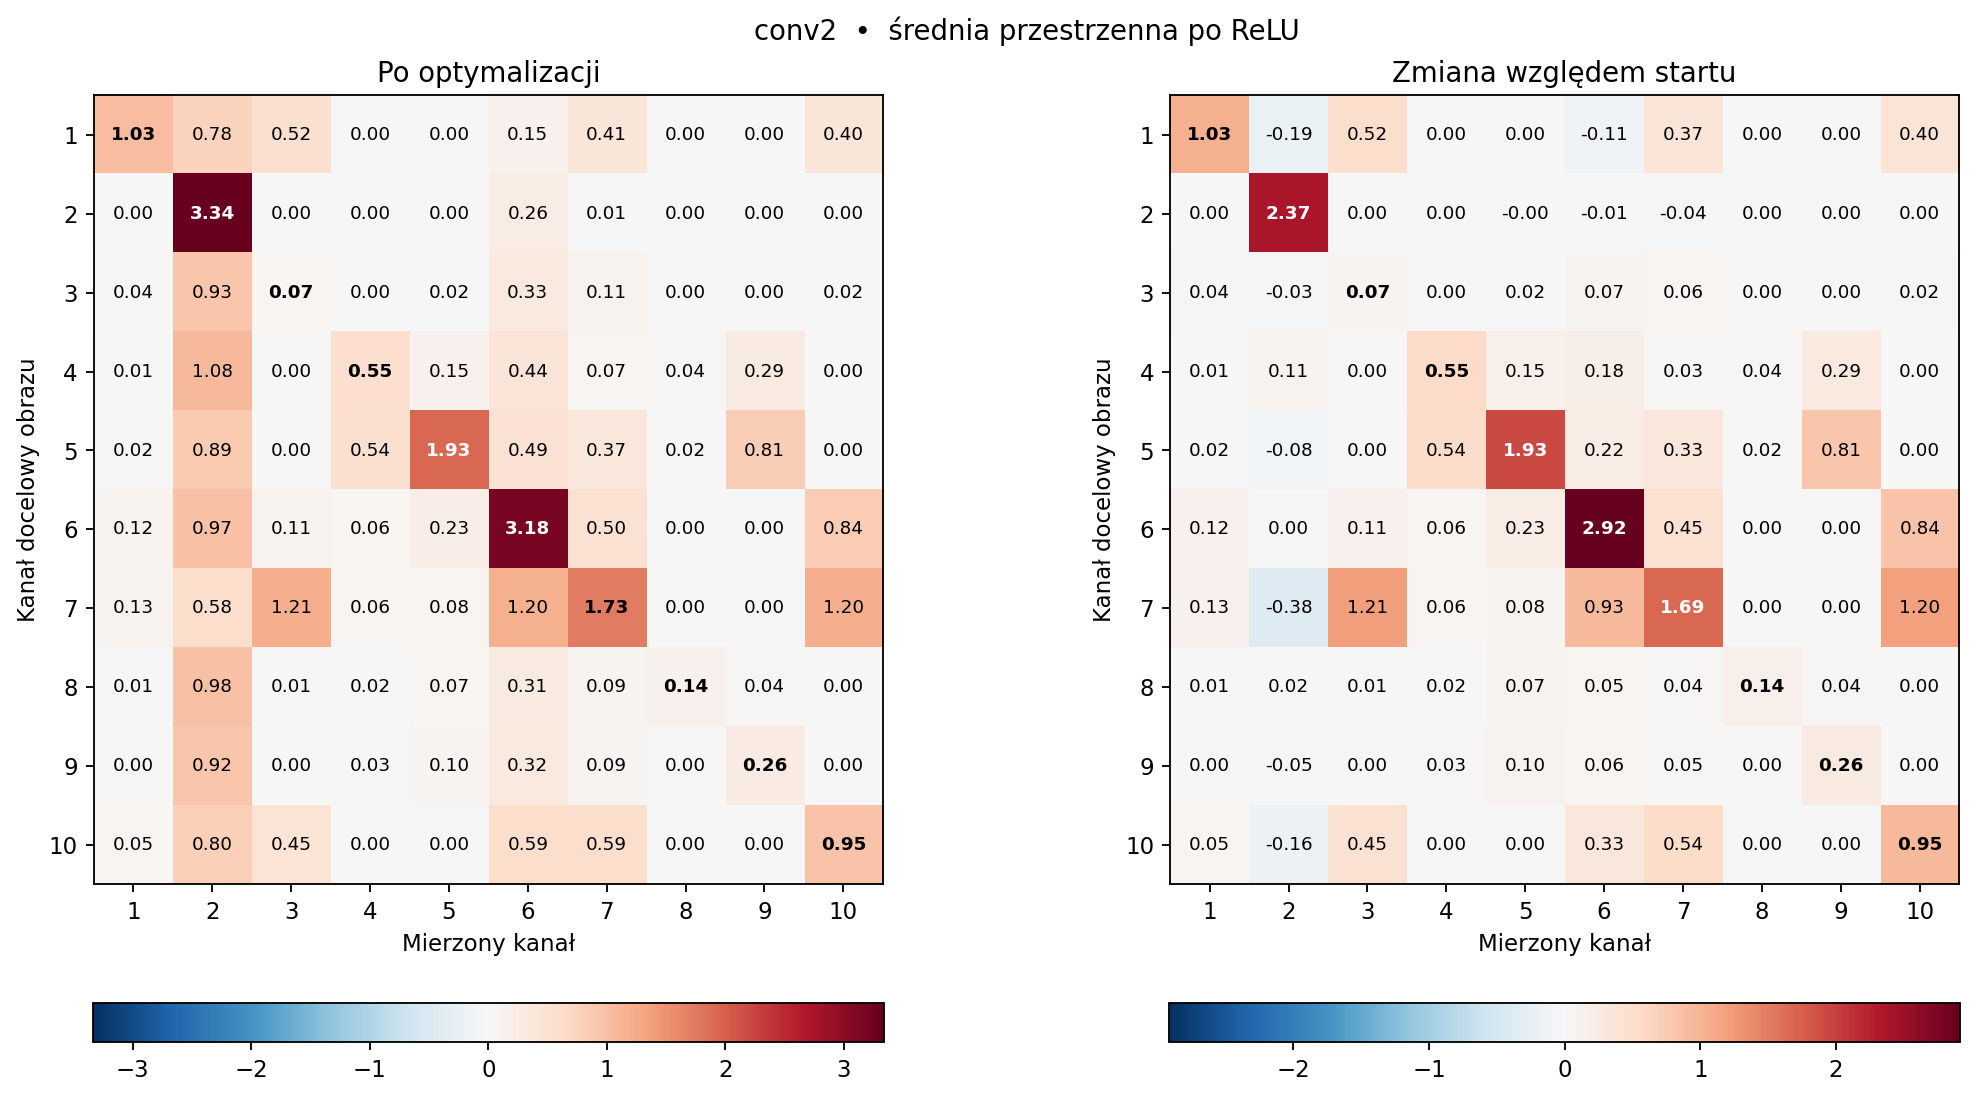 conv2 • średnia przestrzenna po ReLU
Po optymalizacji
Kanał docelowy obrazu
1 1.03 0.78 0.52 0.00 0.00 0.15 0.41 0.00 0.00 0.40
2 0.00 3.34 0.00 0.00 0.00 0.26 0.01 0.00 0.00 0.00
3 0.04 0.93 0.07 0.00 0.02 0.33 0.11 0.00 0.00 0.02
4 0.01 1.08 0.00 0.55 0.15 0.44 0.07 0.04 0.29 0.00
5 0.02 0.89 0.00 0.54 1.93 0.49 0.37 0.02 0.81 0.00
6 0.12 0.97 0.11 0.06 0.23 3.18 0.50 0.00 0.00 0.84
7 0.13 0.58 1.21 0.06 0.08 1.20 1.73 0.00 0.00 1.20
8 0.01 0.98 0.01 0.02 0.07 0.31 0.09 0.14 0.04 0.00
9 0.00 0.92 0.00 0.03 0.10 0.32 0.09 0.00 0.26 0.00
10 0.05 0.80 0.45 0.00 0.00 0.59 0.59 0.00 0.00 0.95
1 2 3 4 5 6 7 8 9 10
Mierzony kanał
−3 −2 −1 0 1 2 3
Zmiana względem startu
Kanał docelowy obrazu
1 1.03 -0.19 0.52 0.00 0.00 -0.11 0.37 0.00 0.00 0.40
2 0.00 2.37 0.00 0.00 -0.00 -0.01 -0.04 0.00 0.00 0.00
3 0.04 -0.03 0.07 0.00 0.02 0.07 0.06 0.00 0.00 0.02
4 0.01 0.11 0.00 0.55 0.15 0.18 0.03 0.04 0.29 0.00
5 0.02 -0.08 0.00 0.54 1.93 0.22 0.33 0.02 0.81 0.00
6 0.12 0.00 0.11 0.06 0.23 2.92 0.45 0.00 0.00 0.84
7 0.13 -0.38 1.21 0.06 0.08 0.93 1.69 0.00 0.00 1.20
8 0.01 0.02 0.01 0.02 0.07 0.05 0.04 0.14 0.04 0.00
9 0.00 -0.05 0.00 0.03 0.10 0.06 0.05 0.00 0.26 0.00
10 0.05 -0.16 0.45 0.00 0.00 0.33 0.54 0.00 0.00 0.95
1 2 3 4 5 6 7 8 9 10
Mierzony kanał
−2 −1 0 1 2